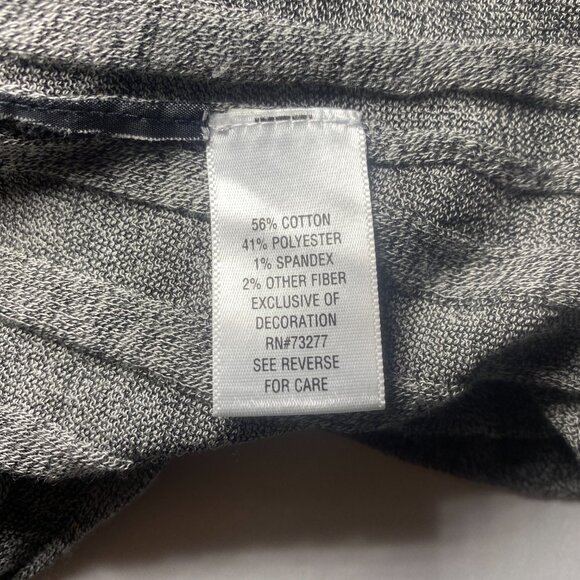 56% COTTON
41% POLYESTER
1% SPANDEX
2% OTHER FIBER
EXCLUSIVE OF
DECORATION
RN#73277
SEE REVERSE
FOR CARE